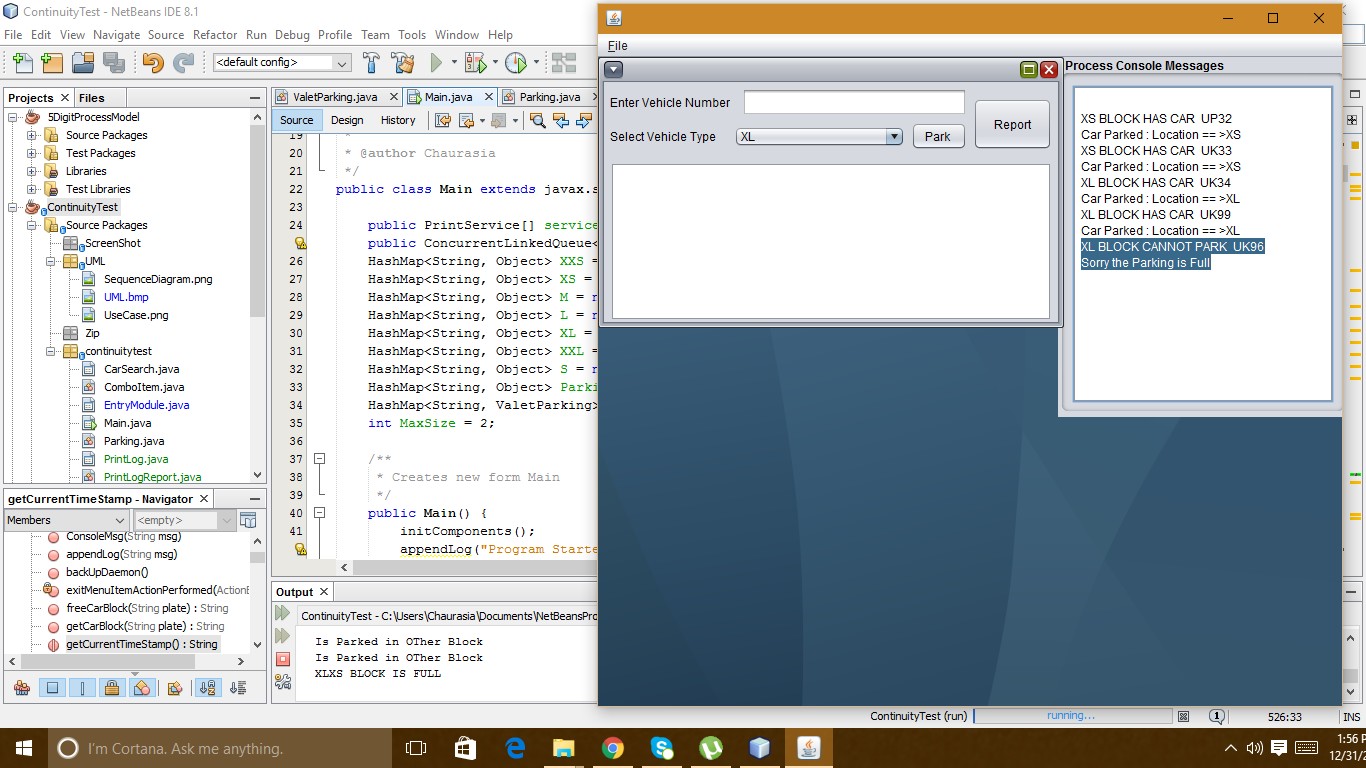 ContinuityTest - NetBeans IDE 8.1
File Edit View Navigate Source Refactor Run Debug Profile Team Tools Window Help
<default config>
Projects Files
5DigitProcessModel
Source Packages
Test Packages
Libraries
Test Libraries
ContinuityTest
Source Packages
ScreenShot
UML
SequenceDiagram.png
UML.bmp
UseCase.png
Zip
continuitytest
CarSearch.java
ComboItem.java
EntryModule.java
Main.java
Parking.java
PrintLog.java
PrintLogReport.java
getCurrentTimeStamp - Navigator
Members <empty>
ConsoleMsg(String msg)
appendLog(String msg)
backUpDaemon()
exitMenuItemActionPerformed(ActionE
freeCarBlock(String plate) : String
getCarBlock(String plate) : String
getCurrentTimeStamp() : String
ValetParking.java Main.java Parking.java
Source Design History
19 *
20 * @author Chaurasia
21 */
22 public class Main extends javax.s
23
24 public PrintService[] service
public ConcurrentLinkedQueue<
26 HashMap<String, Object> XXS =
27 HashMap<String, Object> XS =
28 HashMap<String, Object> M = n
29 HashMap<String, Object> L = n
30 HashMap<String, Object> XL =
31 HashMap<String, Object> XXL =
32 HashMap<String, Object> S = n
33 HashMap<String, Object> Parki
34 HashMap<String, ValetParking>
35 int MaxSize = 2;
36
37 /**
38 * Creates new form Main
39 */
40 public Main() {
41 initComponents();
appendLog("Program Starte
Output
ContinuityTest - C:\Users\Chaurasia\Documents\NetBeansPro
Is Parked in OTher Block
Is Parked in OTher Block
XLXS BLOCK IS FULL
File
Enter Vehicle Number
Select Vehicle Type XL Park
Report
Process Console Messages
XS BLOCK HAS CAR UP32
Car Parked : Location == >XS
XS BLOCK HAS CAR UK33
Car Parked : Location == >XS
XL BLOCK HAS CAR UK34
Car Parked : Location == >XL
XL BLOCK HAS CAR UK99
Car Parked : Location == >XL
XL BLOCK CANNOT PARK UK96
Sorry the Parking is Full
ContinuityTest (run) running... 526:33 INS
I'm Cortana. Ask me anything.
1:56 P
12/31/2